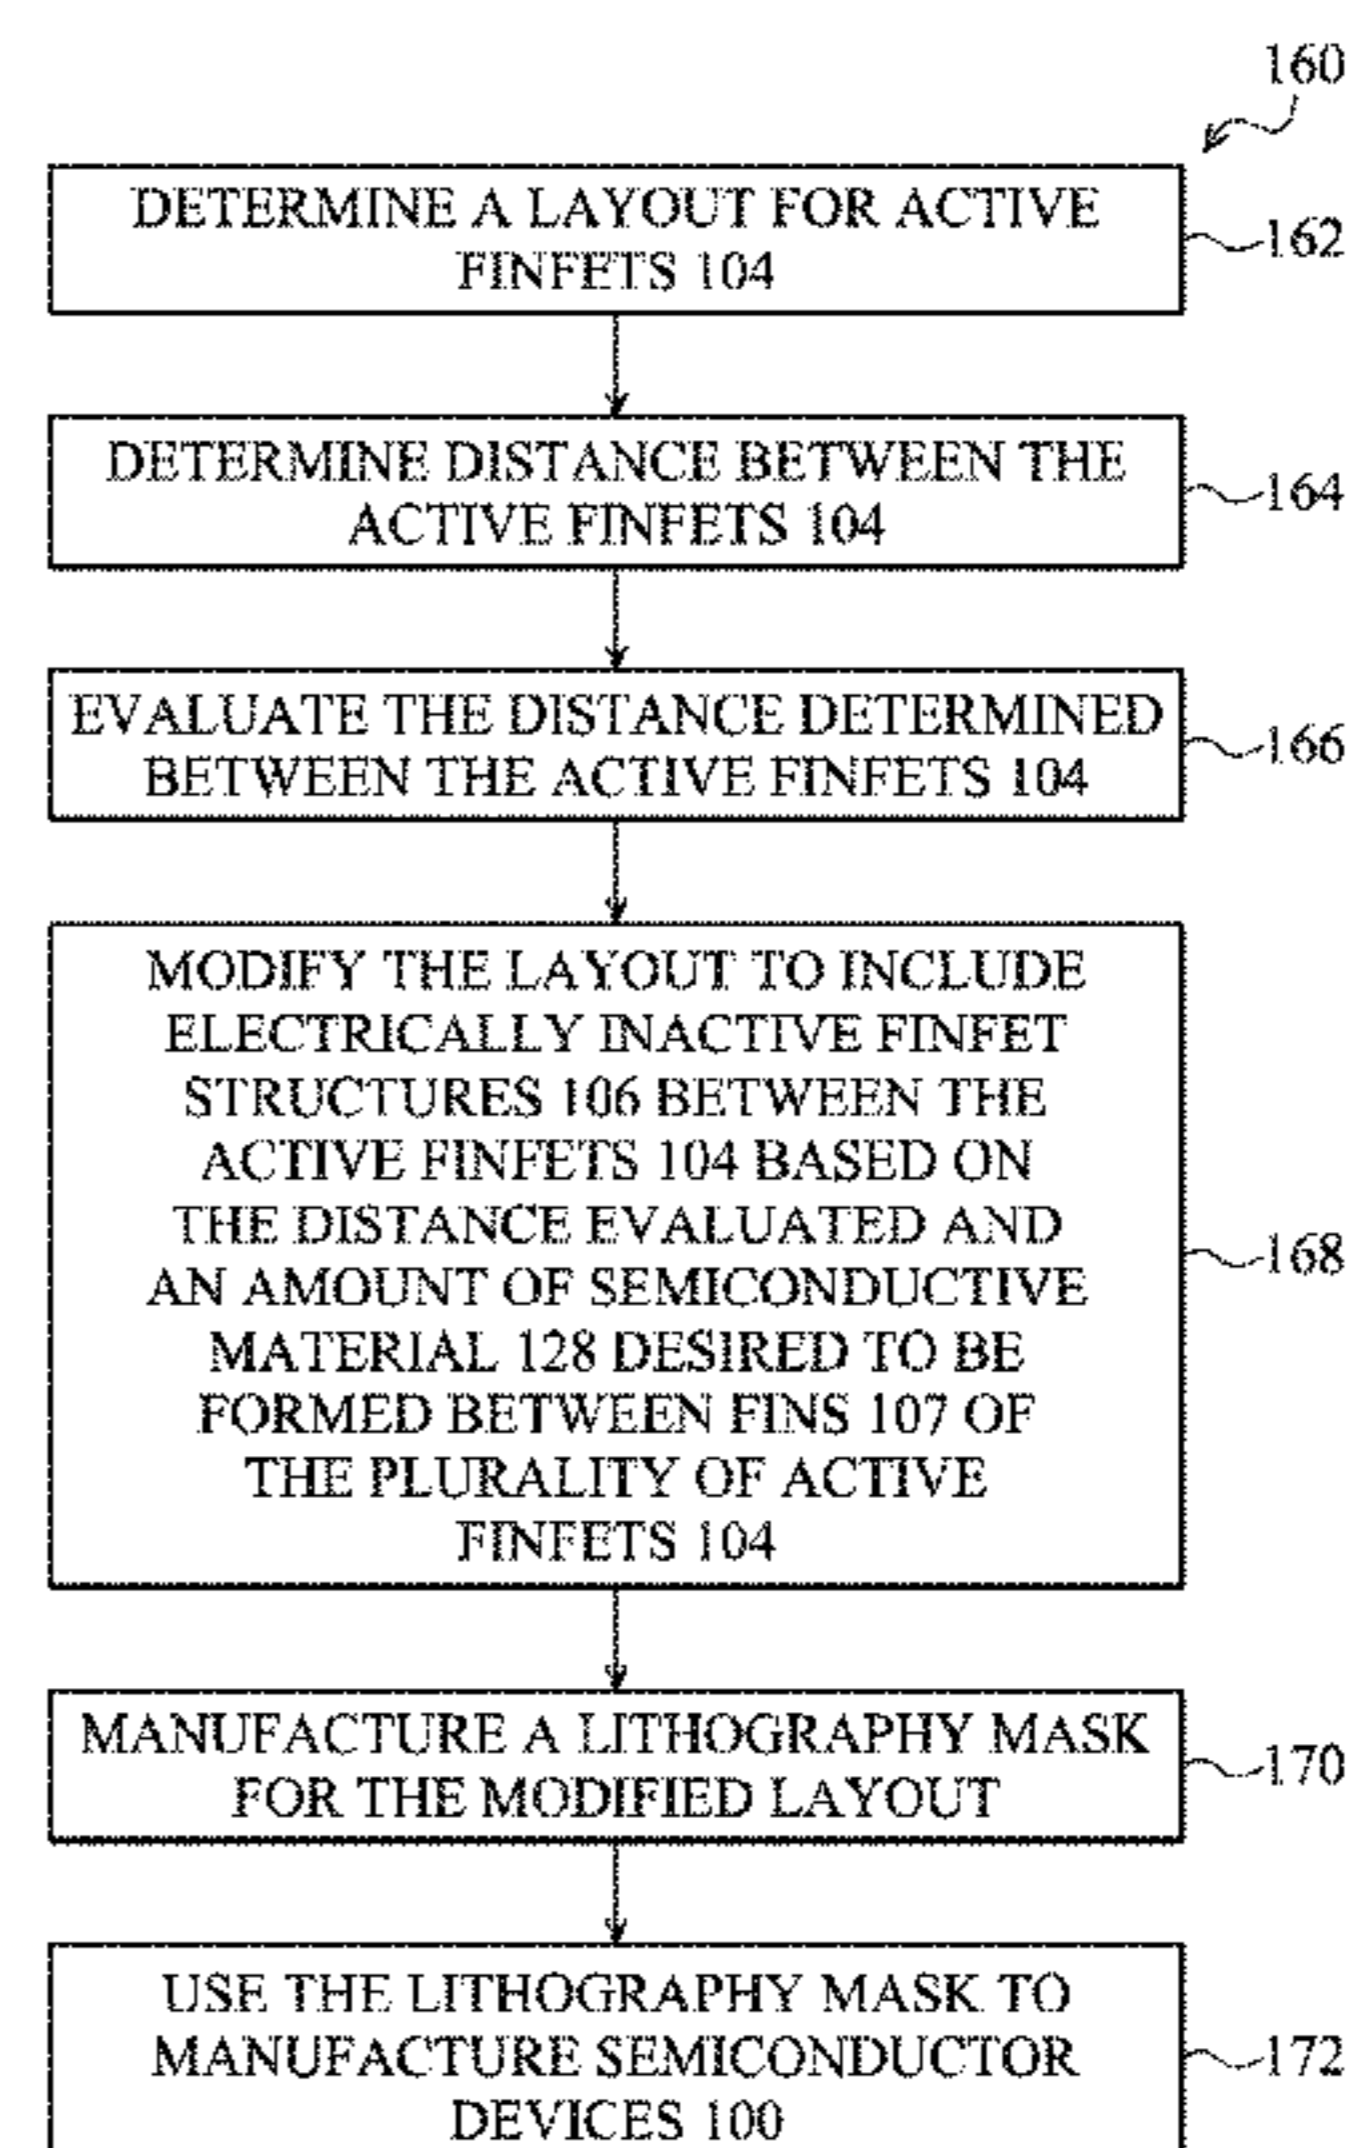 160
DETERMINE A LAYOUT FOR ACTIVE
FINFETS 104
162
DETERMINE DISTANCE BETWEEN THE
ACTIVE FINFETS 104
164
EVALUATE THE DISTANCE DETERMINED
BETWEEN THE ACTIVE FINFETS 104
166
MODIFY THE LAYOUT TO INCLUDE
ELECTRICALLY INACTIVE FINFET
STRUCTURES 106 BETWEEN THE
ACTIVE FINFETS 104 BASED ON
THE DISTANCE EVALUATED AND
AN AMOUNT OF SEMICONDUCTIVE
MATERIAL 128 DESIRED TO BE
FORMED BETWEEN FINS 107 OF
THE PLURALITY OF ACTIVE
FINFETS 104
168
MANUFACTURE A LITHOGRAPHY MASK
FOR THE MODIFIED LAYOUT
170
USE THE LITHOGRAPHY MASK TO
MANUFACTURE SEMICONDUCTOR
DEVICES 100
172